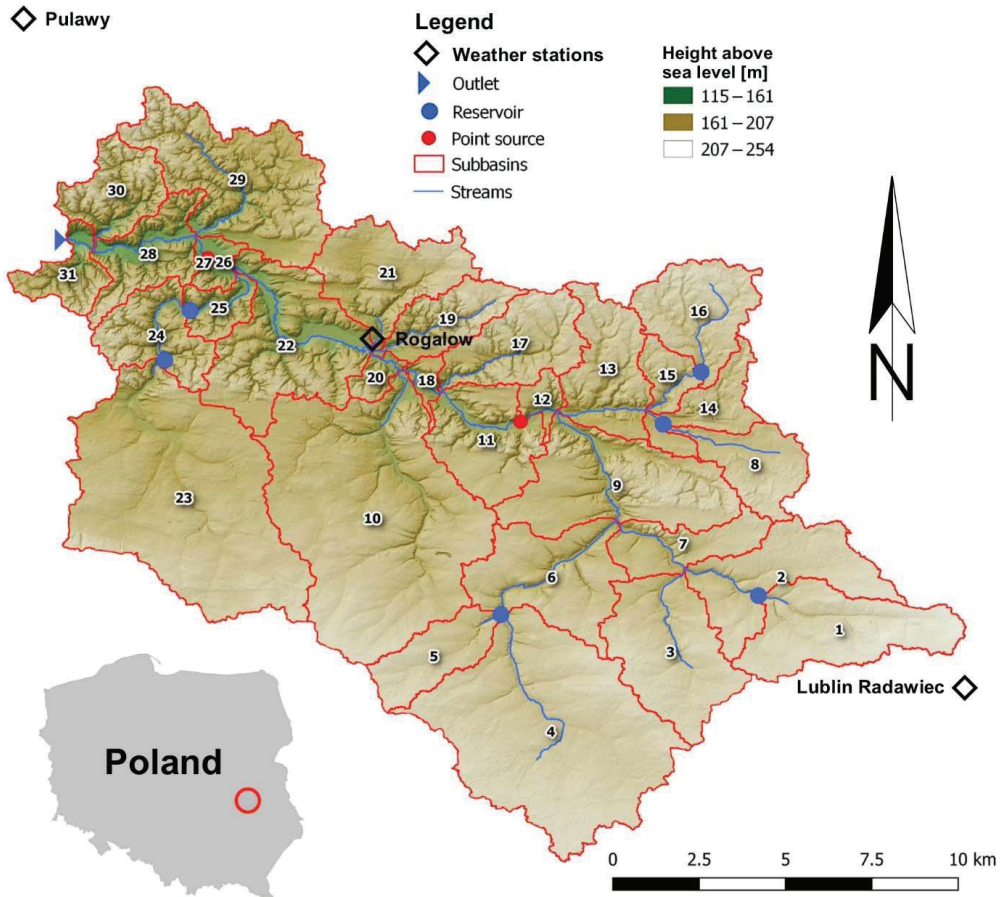 Pulawy
Legend
Weather stations
Outlet
Reservoir
Point source
Subbasins
Streams
Height above
sea level [m]
115 – 161
161 – 207
207 – 254
30
29
31
28
27
26
21
25
24
22
Rogalow
19
17
16
20
18
13
15
12
14
11
8
23
10
9
7
6
2
1
5
3
4
Lublin Radawiec
N
Poland
0 2.5 5 7.5 10 km